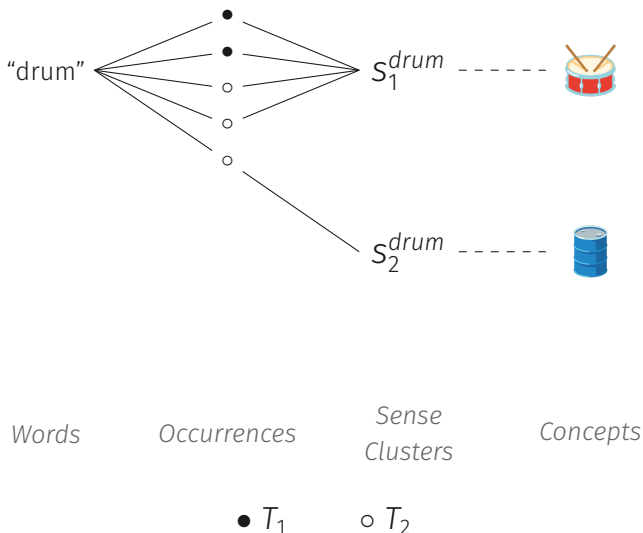 “drum”
S₁^drum
S₂^drum
Words Occurrences Sense Clusters Concepts
● T₁ ○ T₂